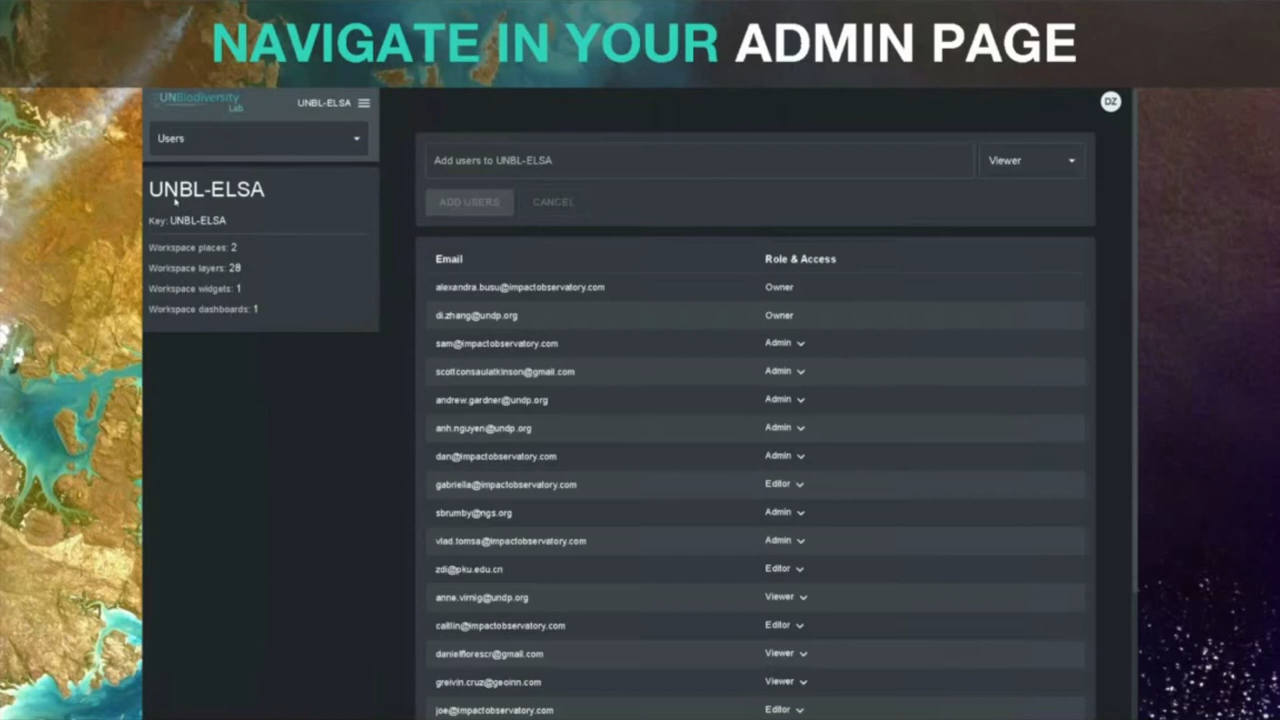 NAVIGATE IN YOUR ADMIN PAGE
UNBiodiversity
Lab
UNBL-ELSA
DZ
Users
Add users to UNBL-ELSA
Viewer
ADD USERS
CANCEL
UNBL-ELSA
Key: UNBL-ELSA
Workspace places: 2
Workspace layers: 28
Workspace widgets: 1
Workspace dashboards: 1
Email Role & Access
alexandra.busu@impactobservatory.com Owner
di.zhang@undp.org Owner
sam@impactobservatory.com Admin
scottconsaulatkinson@gmail.com Admin
andrew.gardner@undp.org Admin
anh.nguyen@undp.org Admin
dan@impactobservatory.com Admin
gabriella@impactobservatory.com Editor
sbrumby@ngs.org Admin
vlad.tomsa@impactobservatory.com Admin
zdi@pku.edu.cn Editor
anne.virnig@undp.org Viewer
caitlin@impactobservatory.com Editor
danielflorescr@gmail.com Viewer
greivin.cruz@geoinn.com Viewer
joe@impactobservatory.com Editor